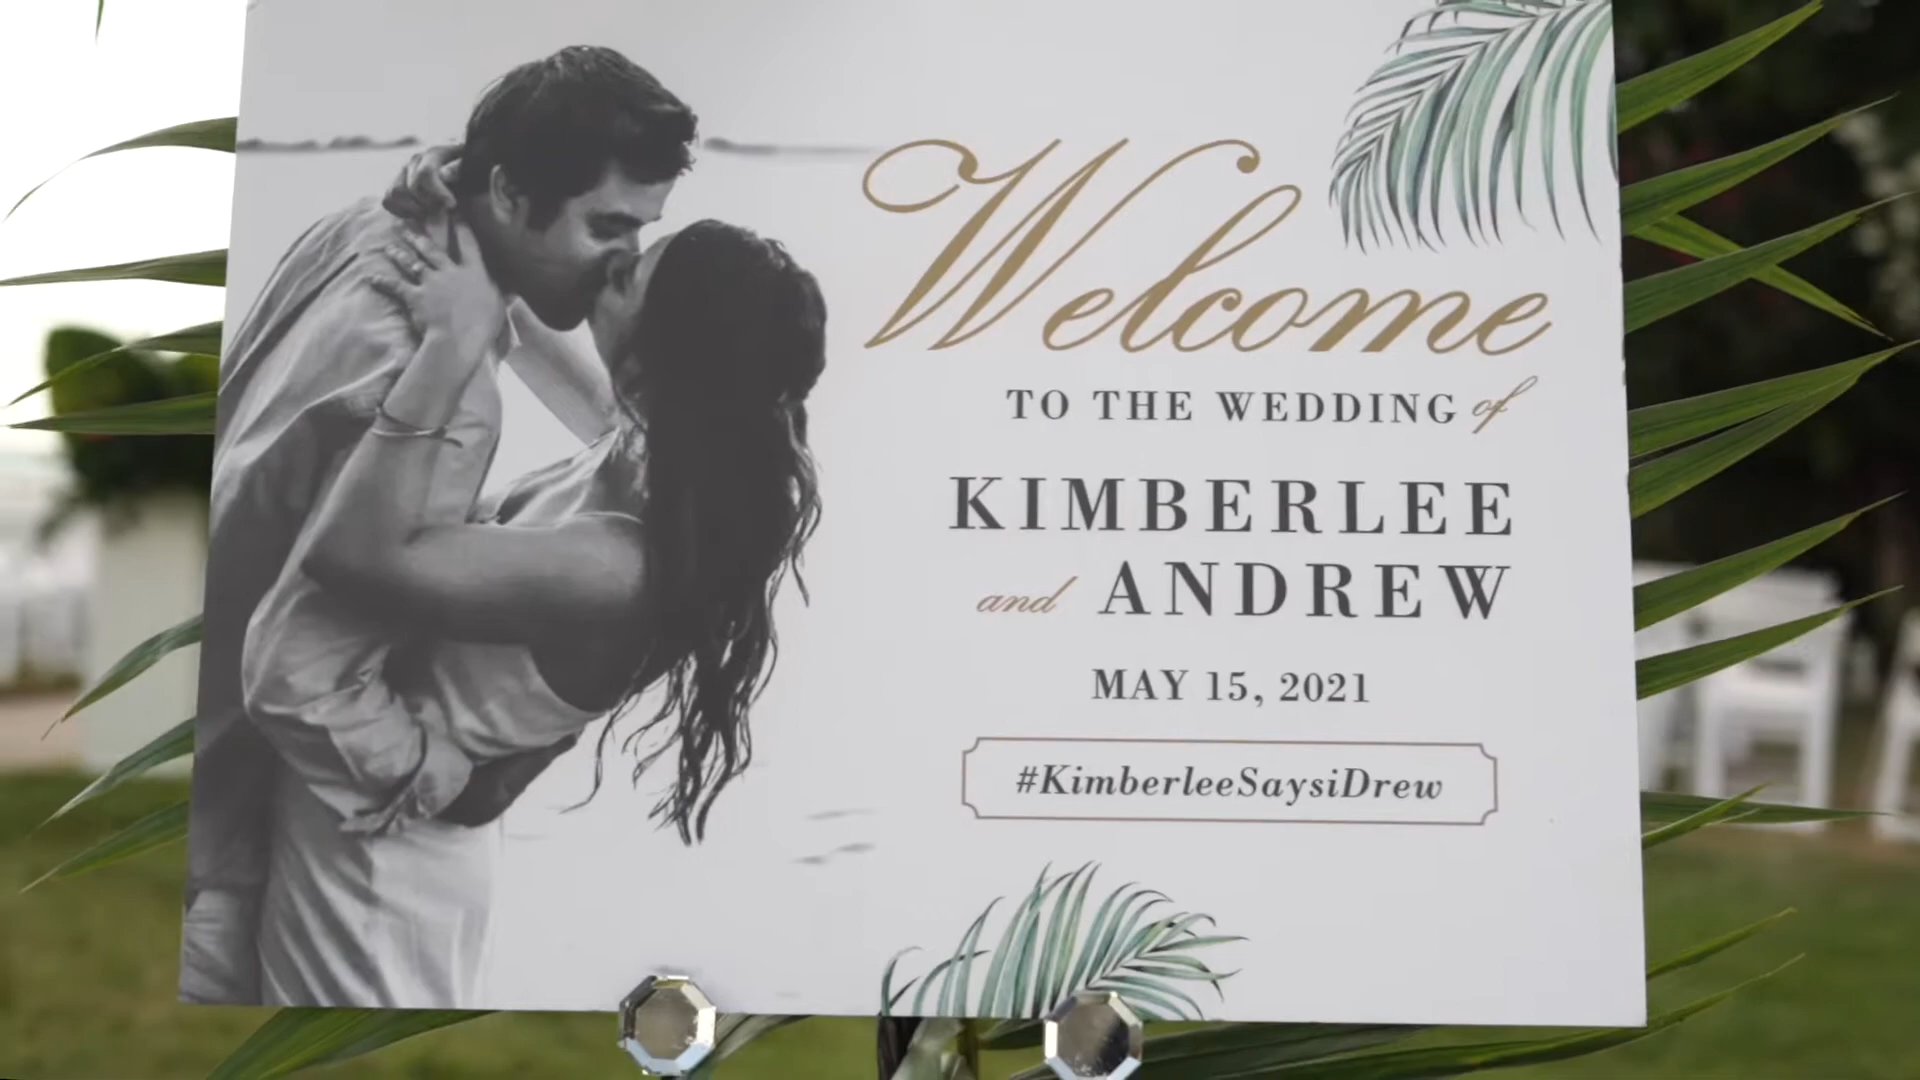 Welcome
TO THE WEDDING of
KIMBERLEE
and ANDREW
MAY 15, 2021
#KimberleeSaysiDrew